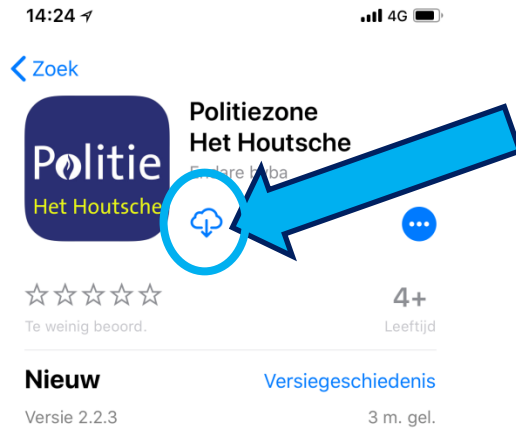 14:24
4G
Zoek
Politiezone
Het Houtsche
Politie
Het Houtsche
4+
Te weinig beoord.
Leeftijd
Nieuw
Versiegeschiedenis
Versie 2.2.3
3 m. gel.